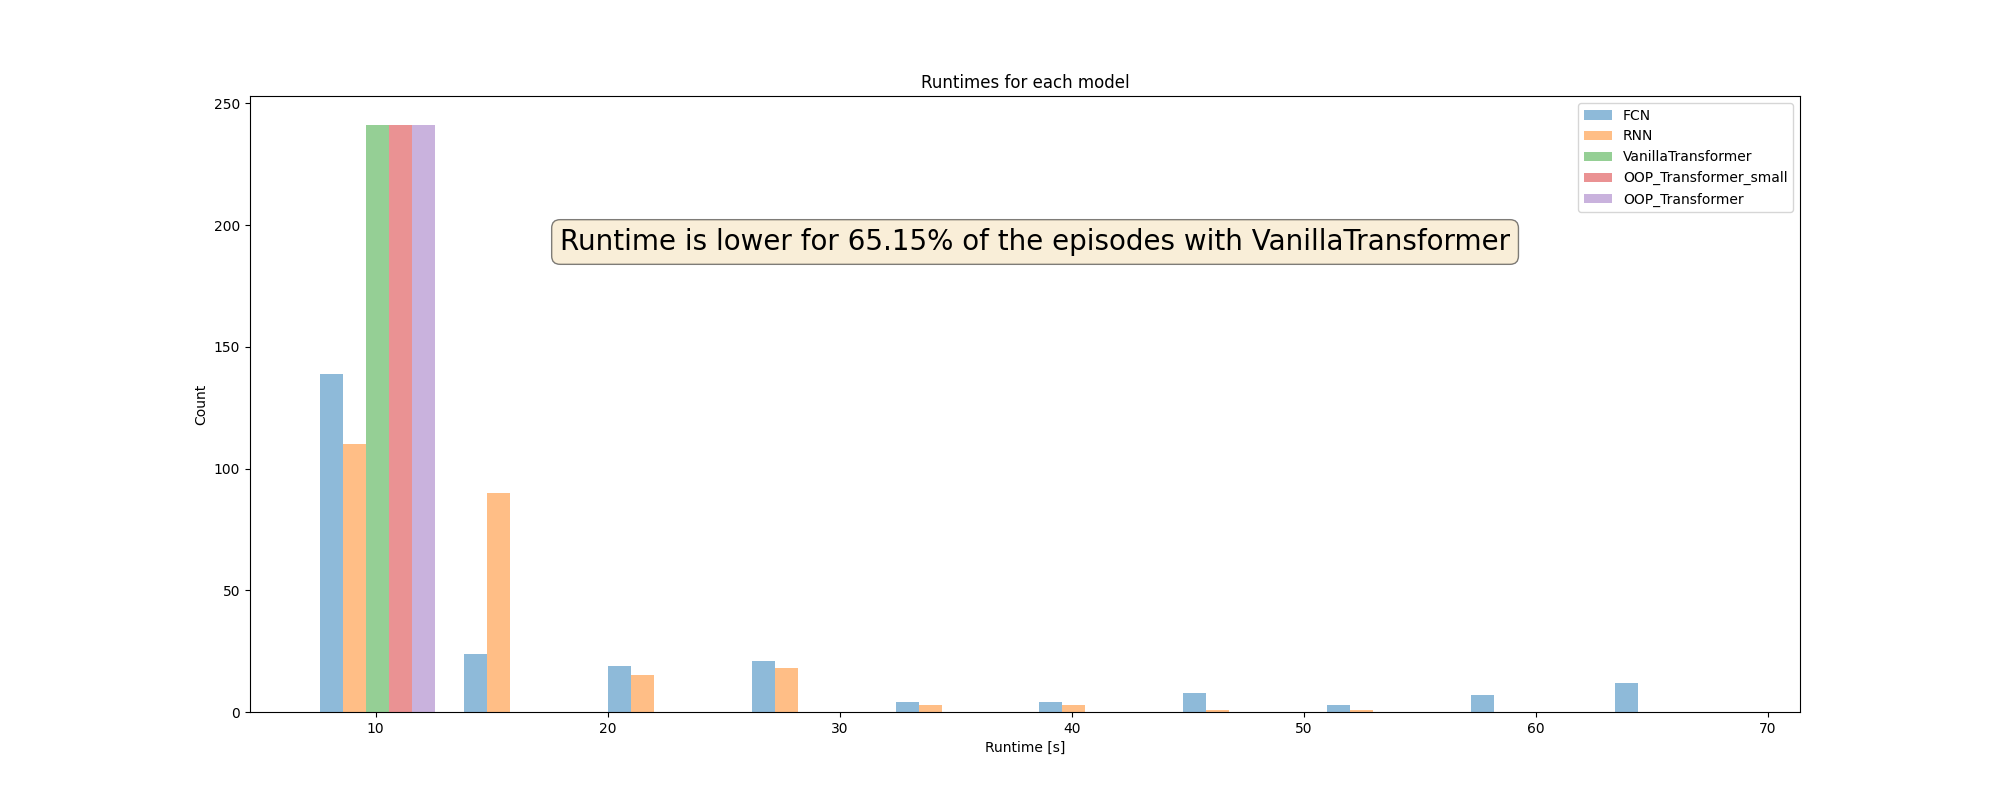 Runtimes for each model
250
200
150
100
50
0
Count
FCN
RNN
VanillaTransformer
OOP_Transformer_small
OOP_Transformer
Runtime is lower for 65.15% of the episodes with VanillaTransformer
10 20 30 40 50 60 70
Runtime [s]